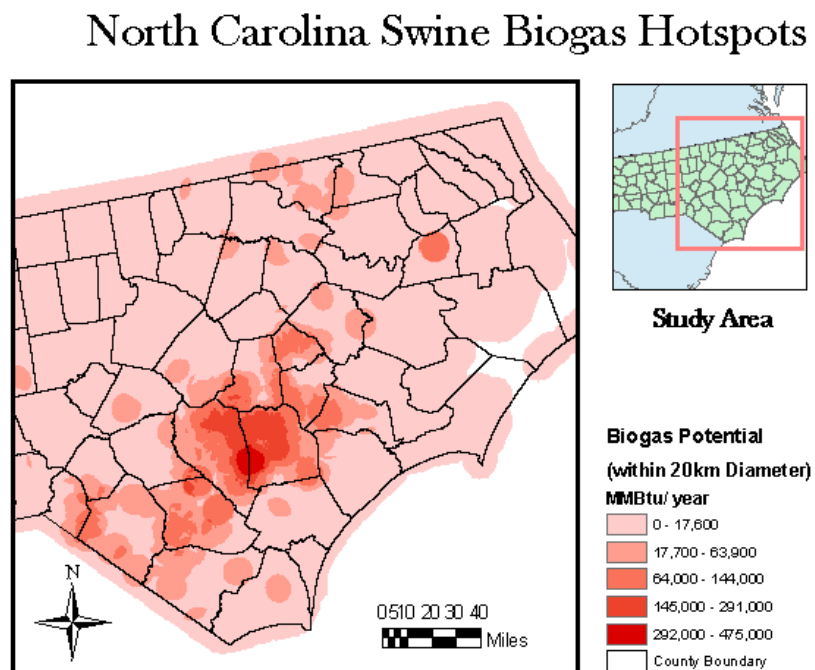 North Carolina Swine Biogas Hotspots
Study Area
N
0510 20 30 40
Miles
Biogas Potential
(within 20km Diameter)
MMBtu/ year
0 - 17,600
17,700 - 63,900
64,000 - 144,000
145,000 - 291,000
292,000 - 475,000
County Boundary